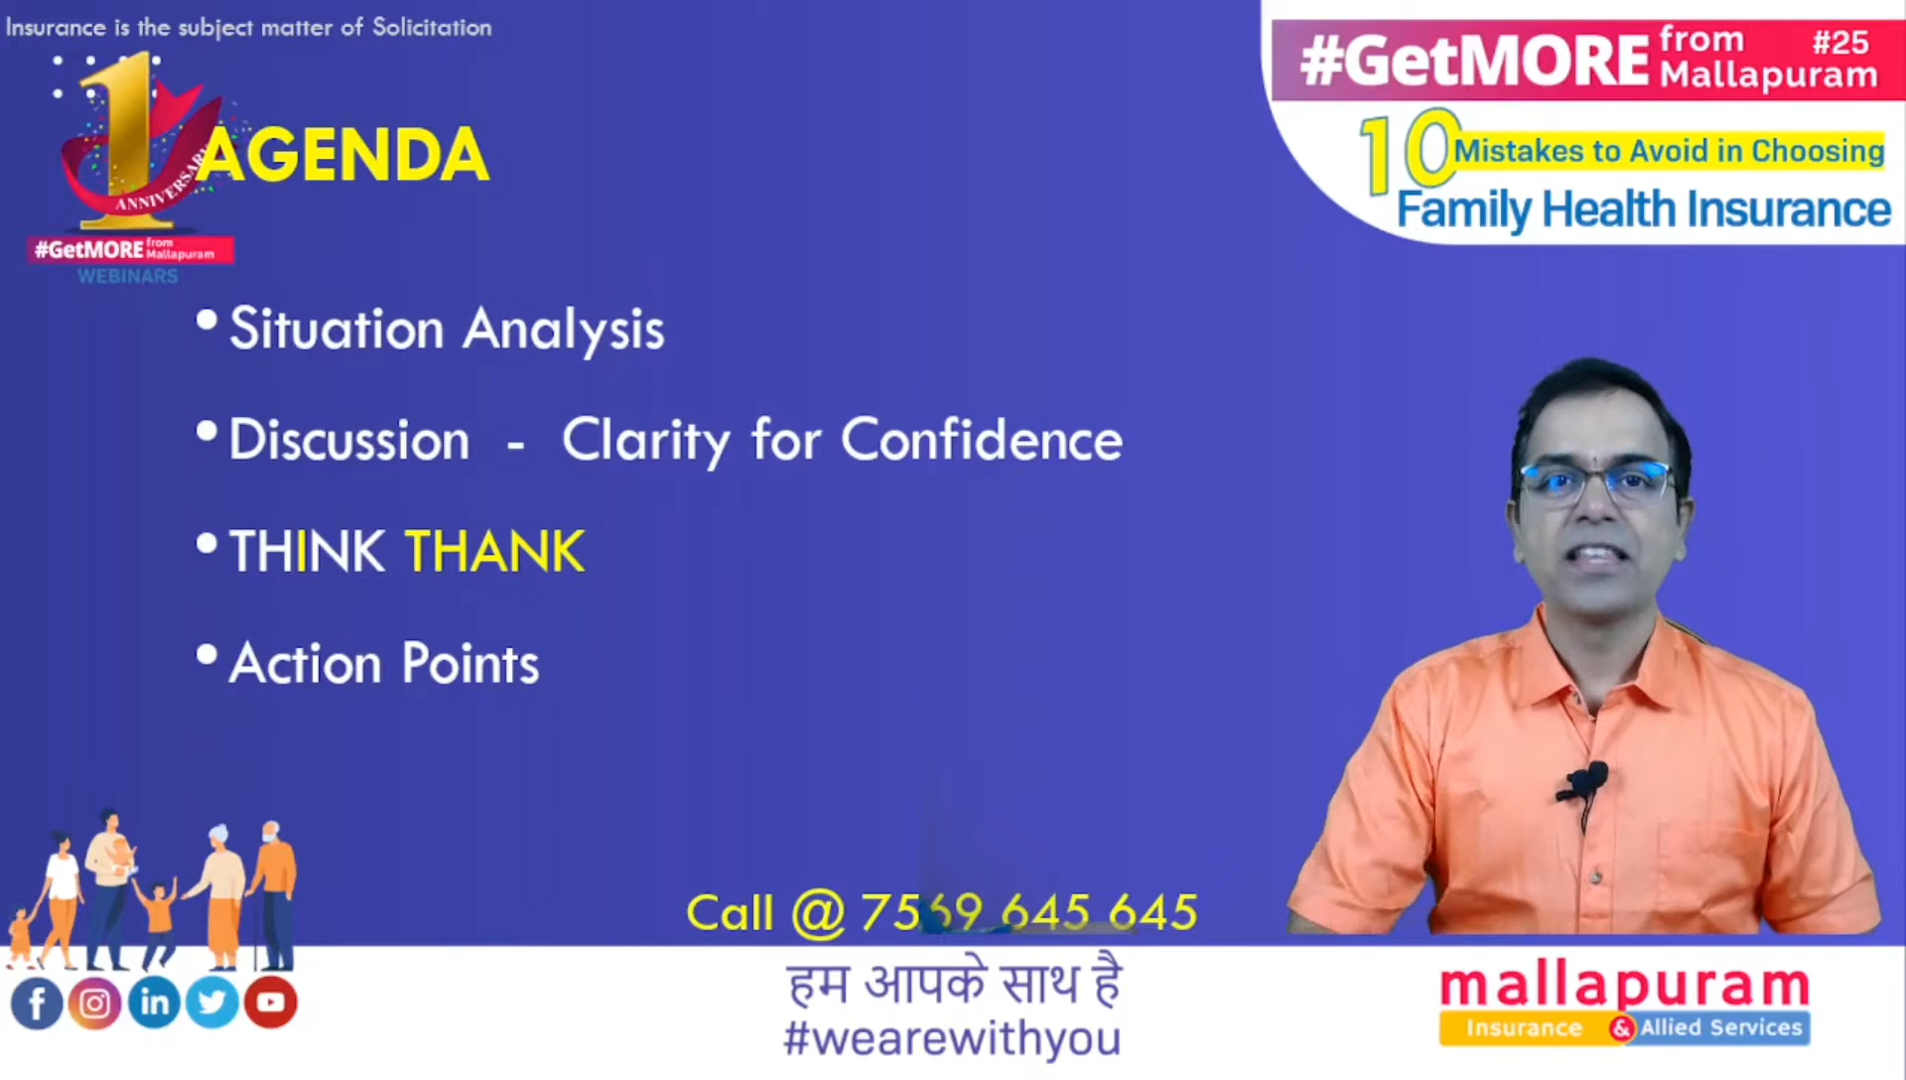 Insurance is the subject matter of Solicitation
#GetMORE from Mallapuram #25
10 Mistakes to Avoid in Choosing
Family Health Insurance
1 ANNIVERSARY
#GetMORE from Mallapuram
WEBINARS
AGENDA
• Situation Analysis
• Discussion - Clarity for Confidence
• THINK THANK
• Action Points
Call @ 7569 645 645
हम आपके साथ है
#wearewithyou
mallapuram
Insurance & Allied Services